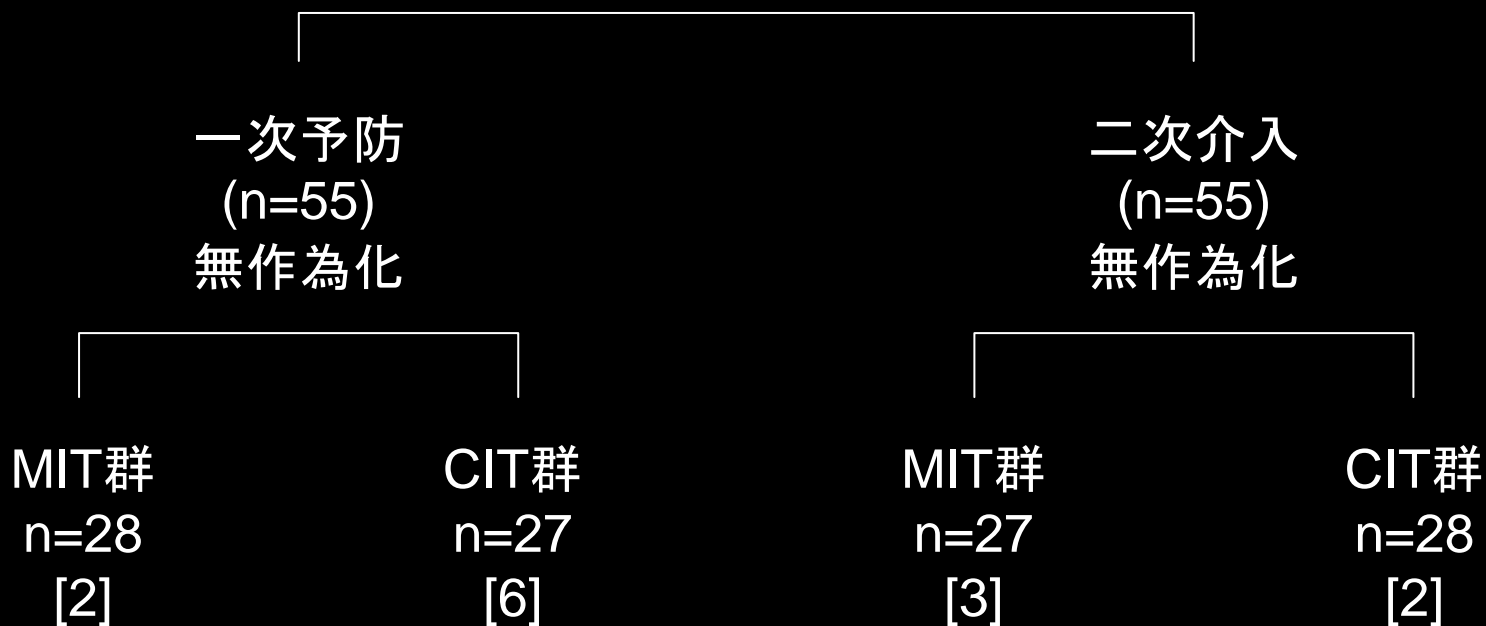 一次予防
(n=55)
無作為化
二次介入
(n=55)
無作為化
MIT群
n=28
[2]
CIT群
n=27
[6]
MIT群
n=27
[3]
CIT群
n=28
[2]